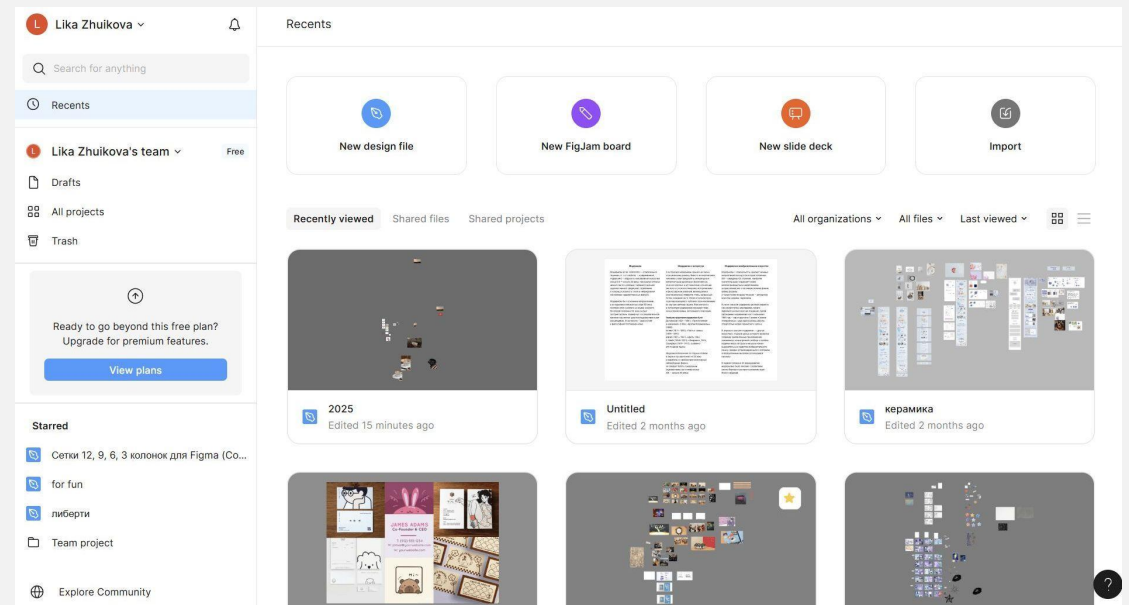 L Lika Zhuikova
Search for anything
Recents
L Lika Zhuikova's team Free
Drafts
All projects
Trash
Ready to go beyond this free plan?
Upgrade for premium features.
View plans
Starred
Сетки 12, 9, 6, 3 колонок для Figma (Co...
for fun
либерти
Team project
Explore Community
Recents
New design file
New FigJam board
New slide deck
Import
Recently viewed Shared files Shared projects
All organizations All files Last viewed
2025
Edited 15 minutes ago
Untitled
Edited 2 months ago
керамика
Edited 2 months ago
JAMES ADAMS
Co-Founder & CEO
?